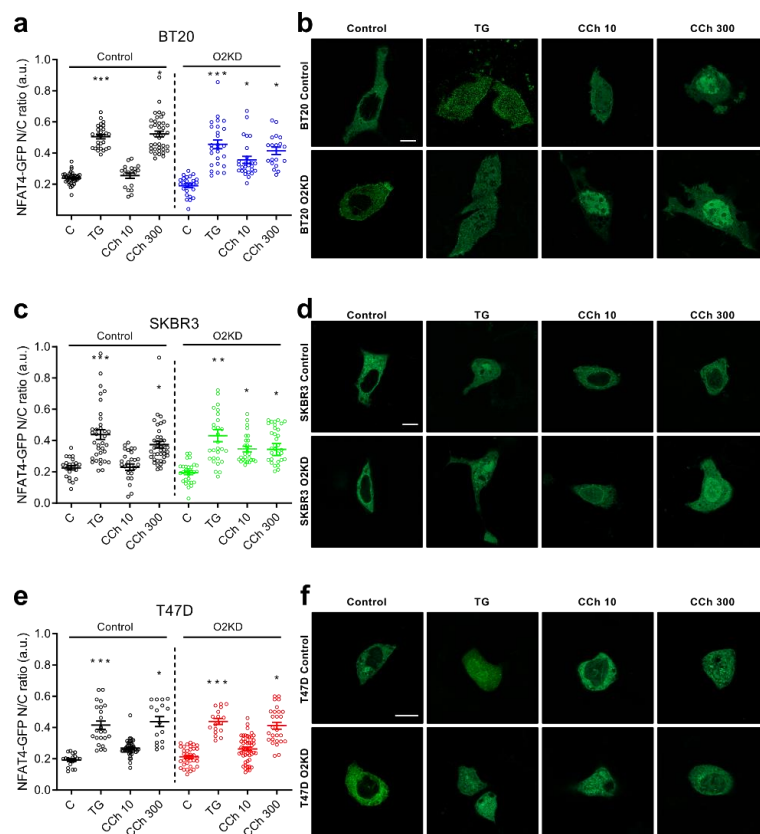 a
BT20
Control
O2KD
NFAT4-GFP N/C ratio (a.u.)
1.0
0.8
0.6
0.4
0.2
***
*
***
*
*
C
TG
CCh 10
CCh 300
C
TG
CCh 10
CCh 300
b
Control
TG
CCh 10
CCh 300
BT20 Control
BT20 O2KD
c
SKBR3
Control
O2KD
NFAT4-GFP N/C ratio (a.u.)
1.0
0.8
0.6
0.4
0.2
0.0
***
*
**
*
*
C
TG
CCh 10
CCh 300
C
TG
CCh 10
CCh 300
d
Control
TG
CCh 10
CCh 300
SKBR3 Control
SKBR3 O2KD
e
T47D
Control
O2KD
NFAT4-GFP N/C ratio (a.u.)
1.0
0.8
0.6
0.4
0.2
0.0
***
*
***
*
C
TG
CCh 10
CCh 300
C
TG
CCh 10
CCh 300
f
Control
TG
CCh 10
CCh 300
T47D Control
T47D O2KD